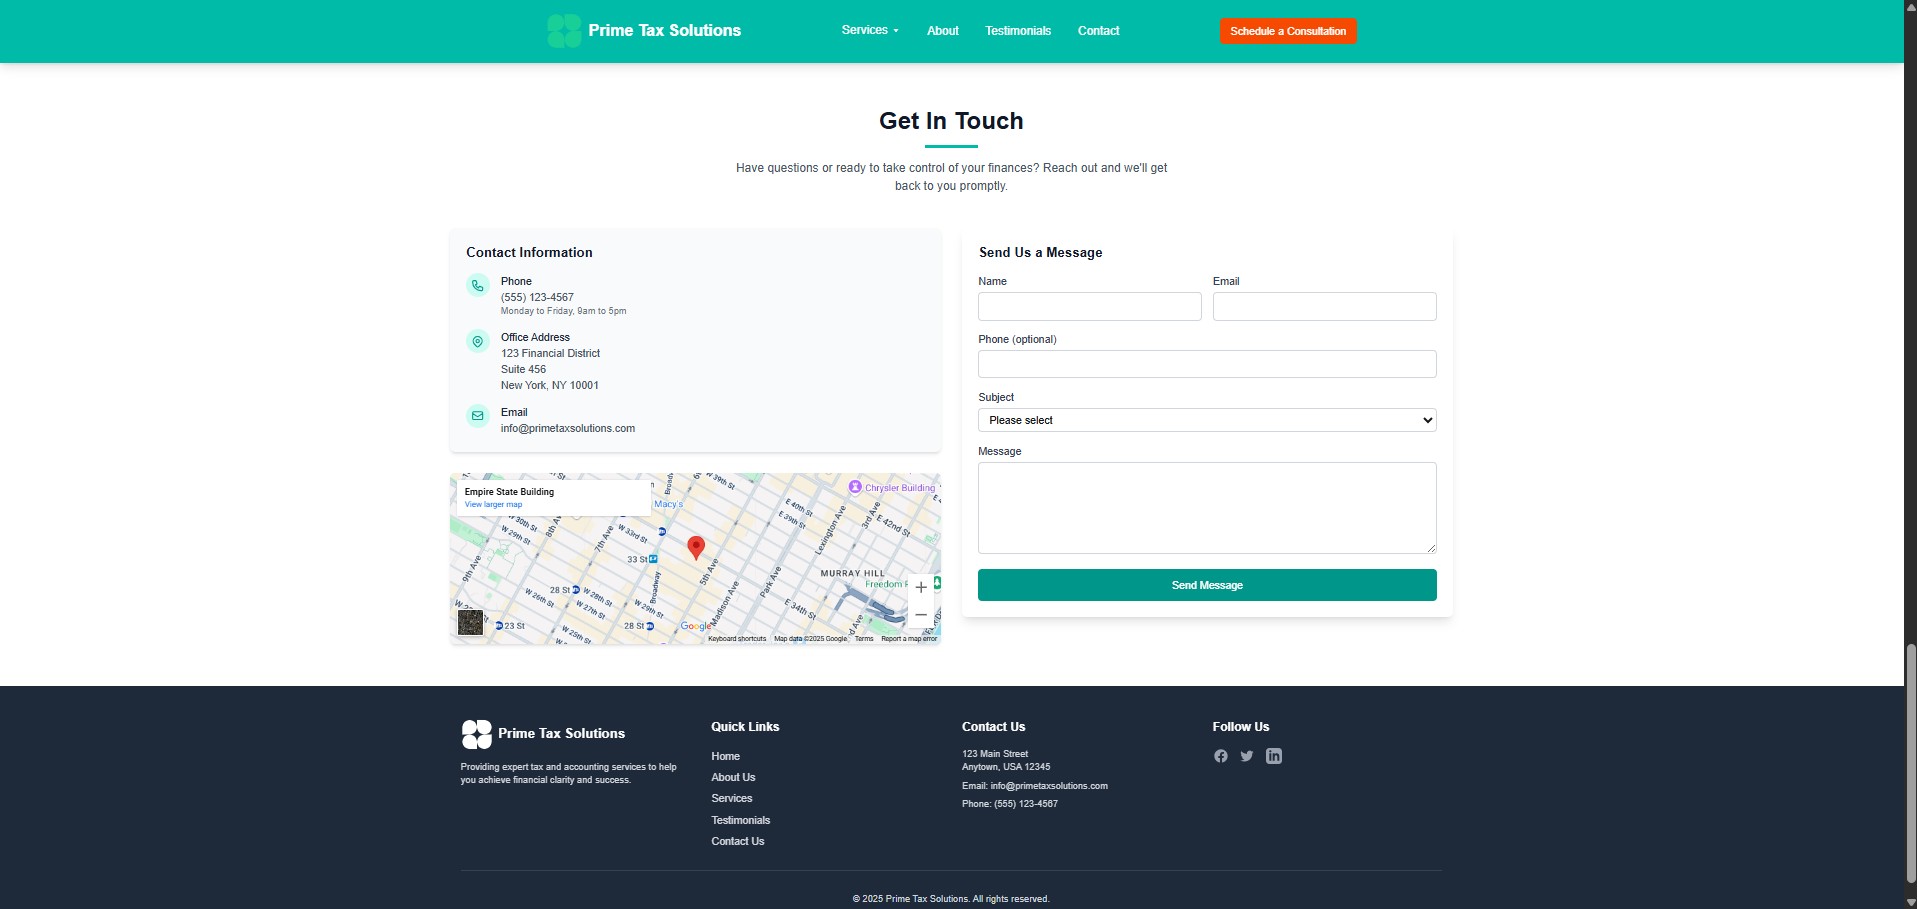 Prime Tax Solutions
Services
About
Testimonials
Contact
Schedule a Consultation
Get In Touch
Have questions or ready to take control of your finances? Reach out and we'll get
back to you promptly.
Contact Information
Phone
(555) 123-4567
Monday to Friday, 9am to 5pm
Office Address
123 Financial District
Suite 456
New York, NY 10001
Email
info@primetaxsolutions.com
Empire State Building
View larger map
Macy's
Chrysler Building
W 39th St
E 40th St
E 39th St
E 42nd St
3rd Ave
Lexington Ave
W 30th St
W 29th St
8th Ave
7th Ave
W 33rd St
33 St
9th Ave
5th Ave
Broadway
Madison Ave
Park Ave
MURRAY HILL
E 34th St
28 St
W 28th St
W 27th St
W 26th St
W 29th St
W 25th St
23 St
28 St
Google
Keyboard shortcuts
Map data ©2025 Google
Terms
Report a map error
Send Us a Message
Name
Email
Phone (optional)
Subject
Please select
Message
Send Message
Prime Tax Solutions
Providing expert tax and accounting services to help
you achieve financial clarity and success.
Quick Links
Home
About Us
Services
Testimonials
Contact Us
Contact Us
123 Main Street
Anytown, USA 12345
Email: info@primetaxsolutions.com
Phone: (555) 123-4567
Follow Us
© 2025 Prime Tax Solutions. All rights reserved.